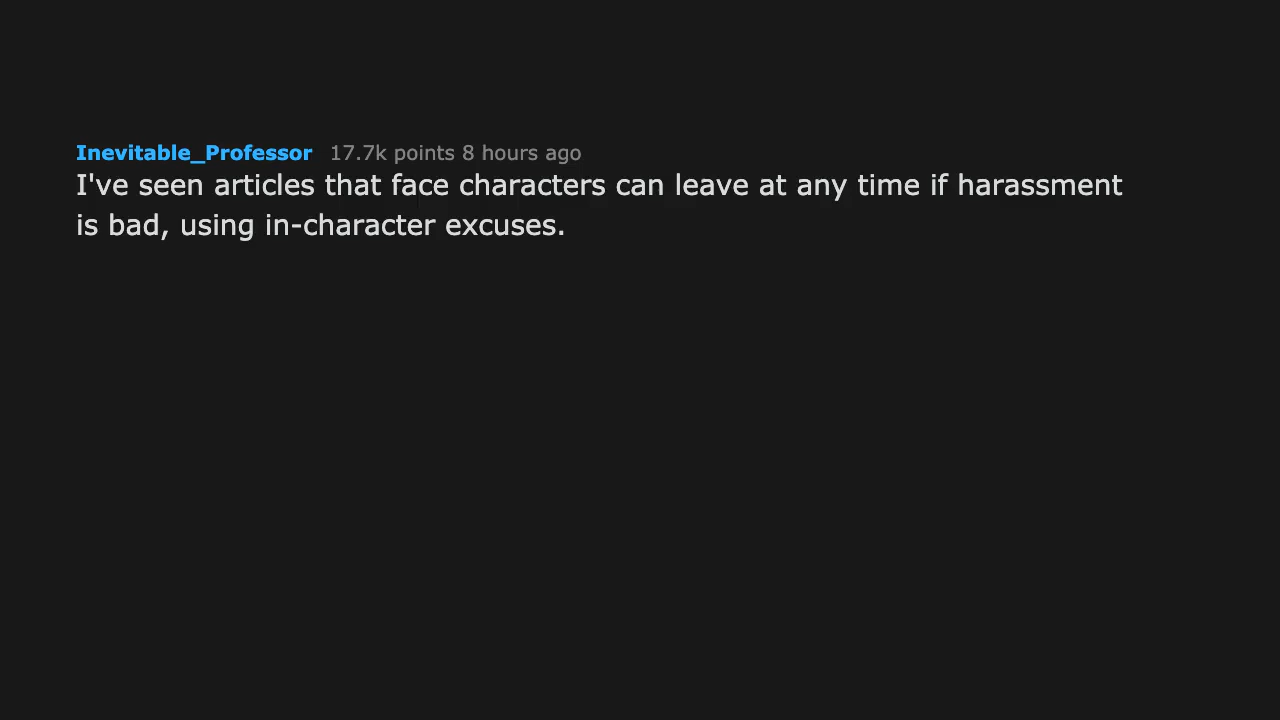 Inevitable_Professor 17.7k points 8 hours ago
I've seen articles that face characters can leave at any time if harassment
is bad, using in-character excuses.